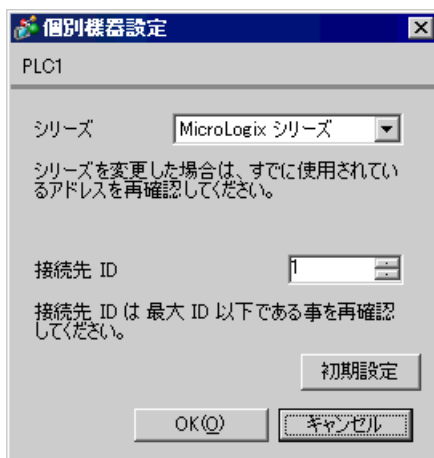 個別機器設定
PLC1
シリーズ
MicroLogix シリーズ
シリーズを変更した場合は、すでに使用されてい
るアドレスを再確認してください。
接続先 ID
1
接続先 ID は 最大 ID 以下である事を再確認
してください。
初期設定
OK(O)
キャンセル